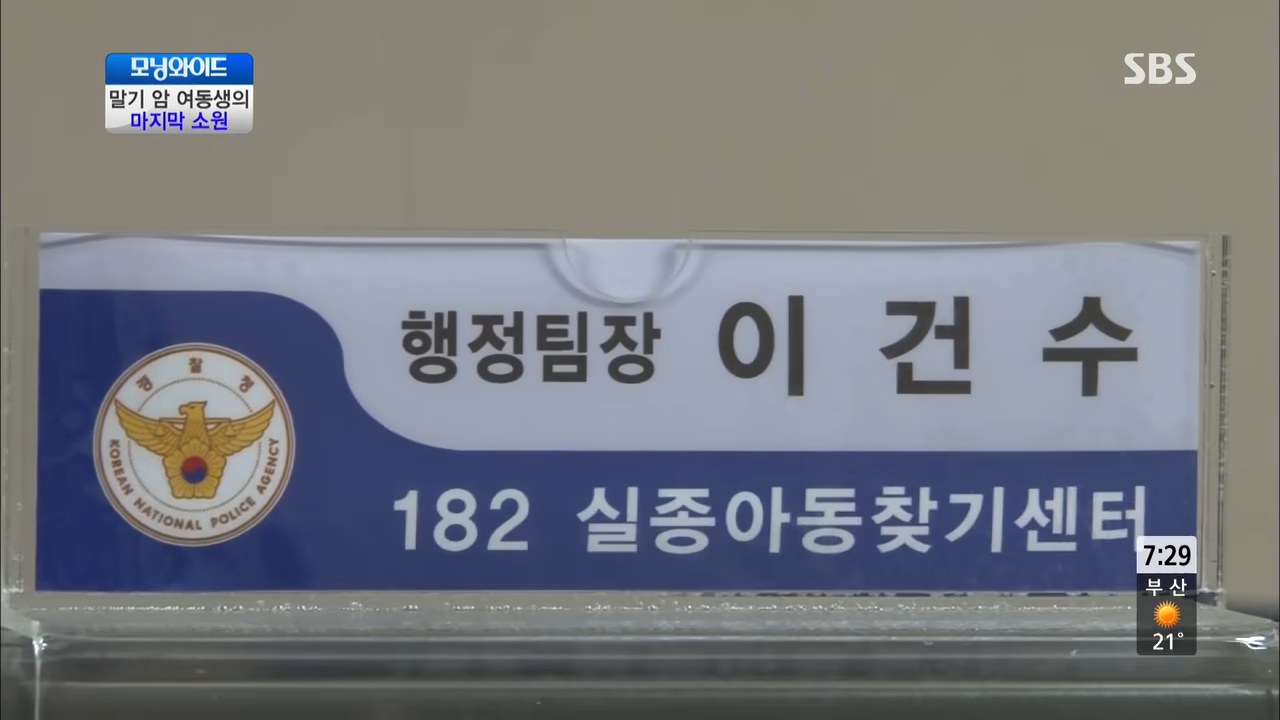 모닝와이드
말기 암 여동생의
마지막 소원
SBS
행정팀장 이건수
경찰청
KOREAN NATIONAL POLICE AGENCY
182 실종아동찾기센터
7:29
부산
21°